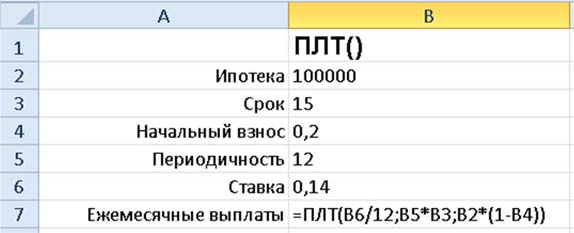 A B
1 ПЛТ()
2 Ипотека 100000
3 Срок 15
4 Начальный взнос 0,2
5 Периодичность 12
6 Ставка 0,14
7 Ежемесячные выплаты =ПЛТ(B6/12;B5*B3;B2*(1-B4))